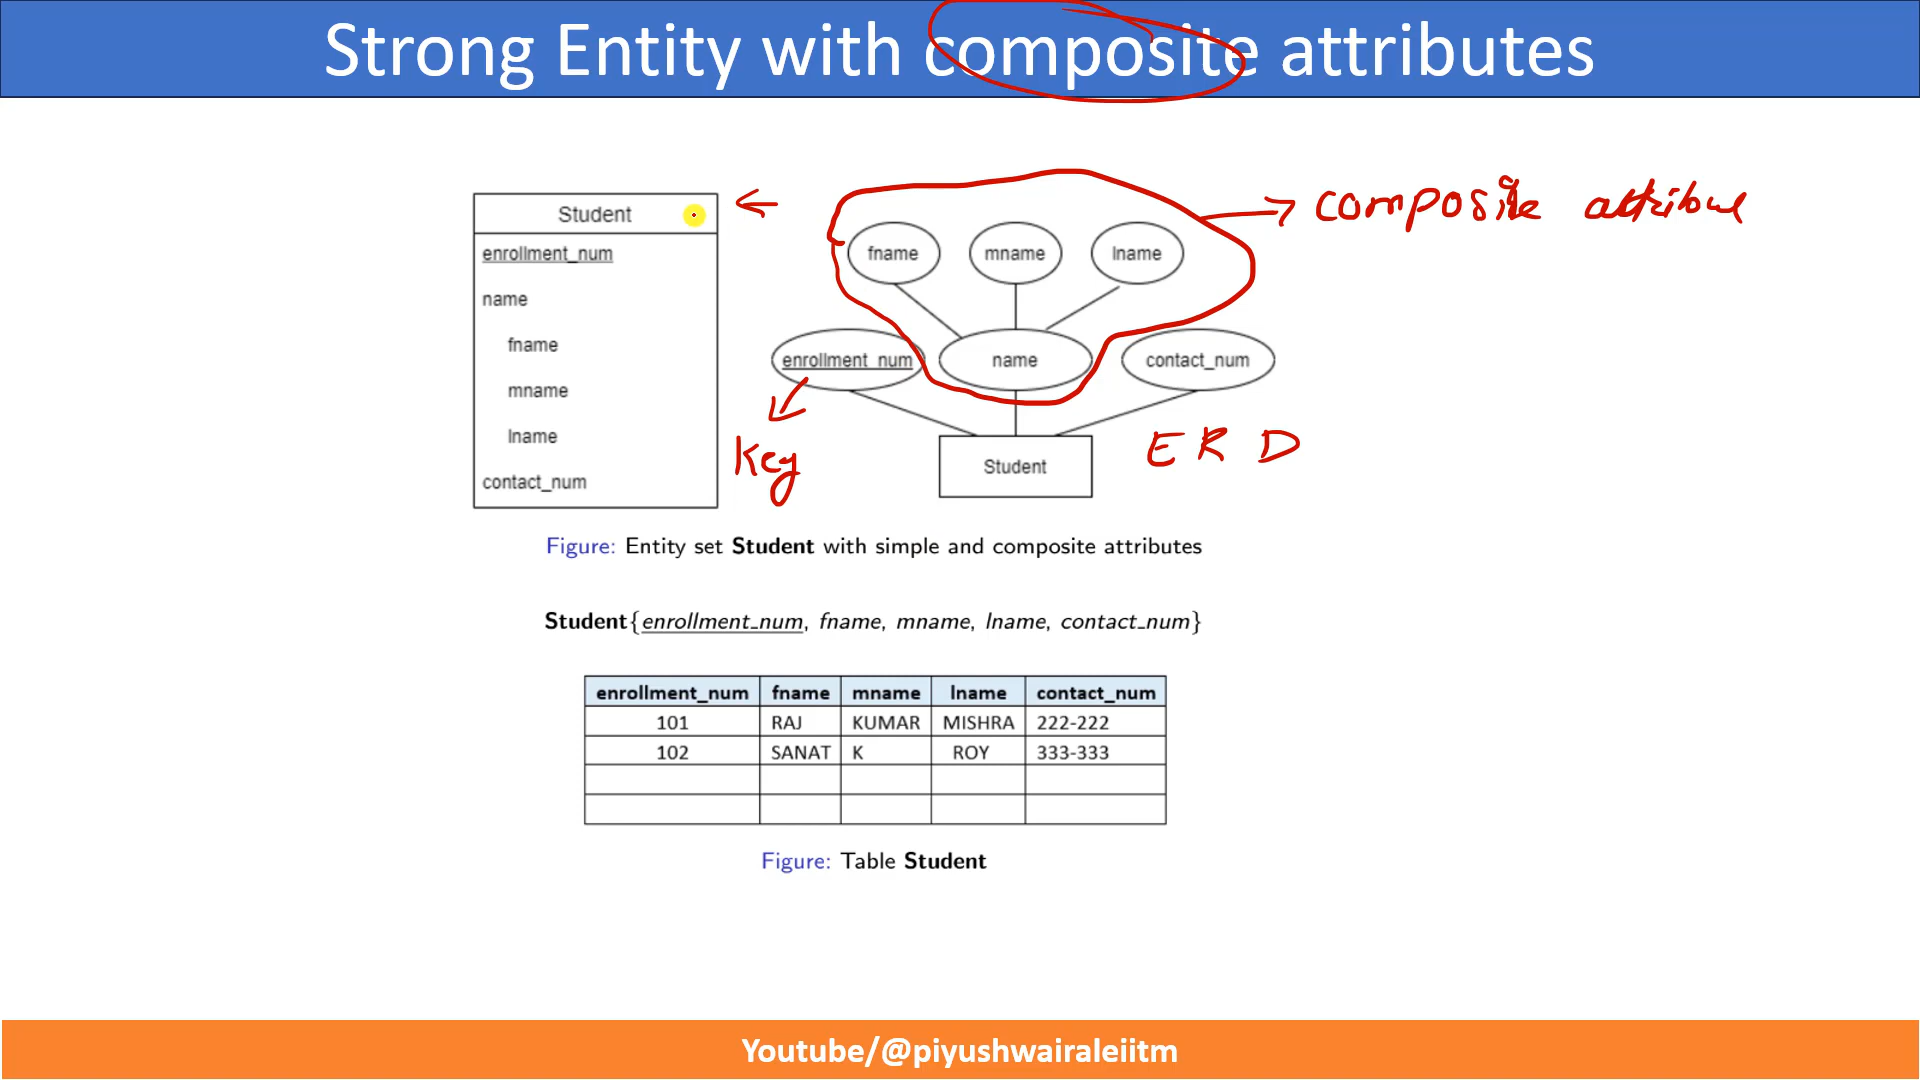 Strong Entity with composite attributes
Student
enrollment_num
name
fname
mname
lname
contact_num
fname mname lname
composite attribue
enrollment_num name contact_num
Key
Student
E R D
Figure: Entity set Student with simple and composite attributes
Student{enrollment_num, fname, mname, lname, contact_num}
enrollment_num fname mname lname contact_num
101 RAJ KUMAR MISHRA 222-222
102 SANAT K ROY 333-333
Figure: Table Student
Youtube/@piyushwairaleiitm